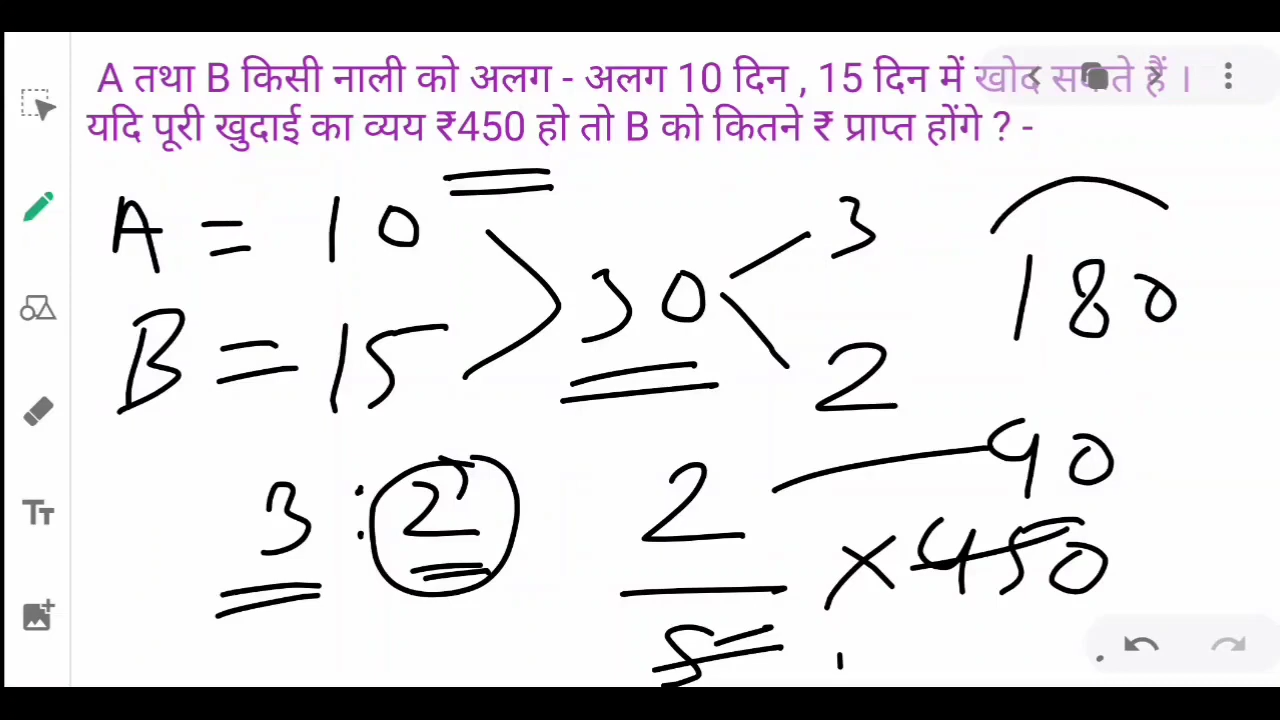 A तथा B किसी नाली को अलग - अलग 10 दिन , 15 दिन में खोद सकते हैं ।
यदि पूरी खुदाई का व्यय ₹450 हो तो B को कितने ₹ प्राप्त होंगे ? -
A = 10
B = 15
30
3
2
180
3 : 2
2
90
× 450
5
Tт